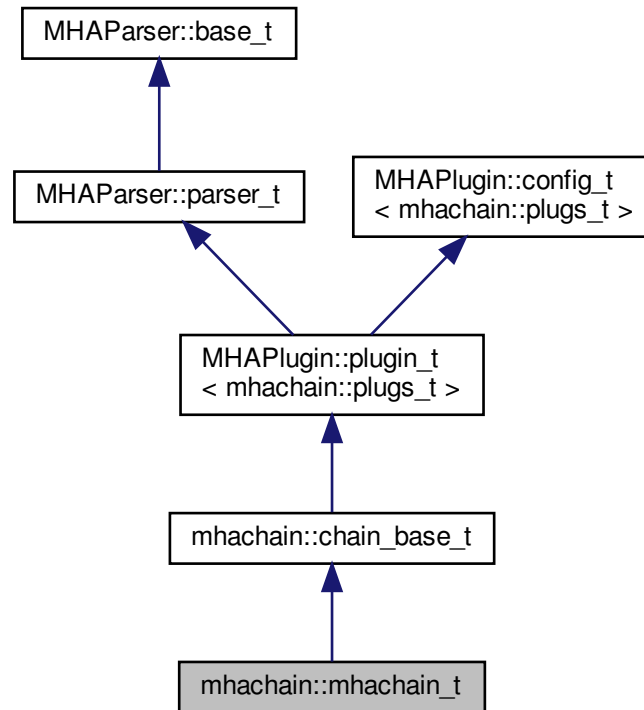 MHAParser::base_t
MHAParser::parser_t
MHAPlugin::config_t
< mhachain::plugs_t >
MHAPlugin::plugin_t
< mhachain::plugs_t >
mhachain::chain_base_t
mhachain::mhachain_t